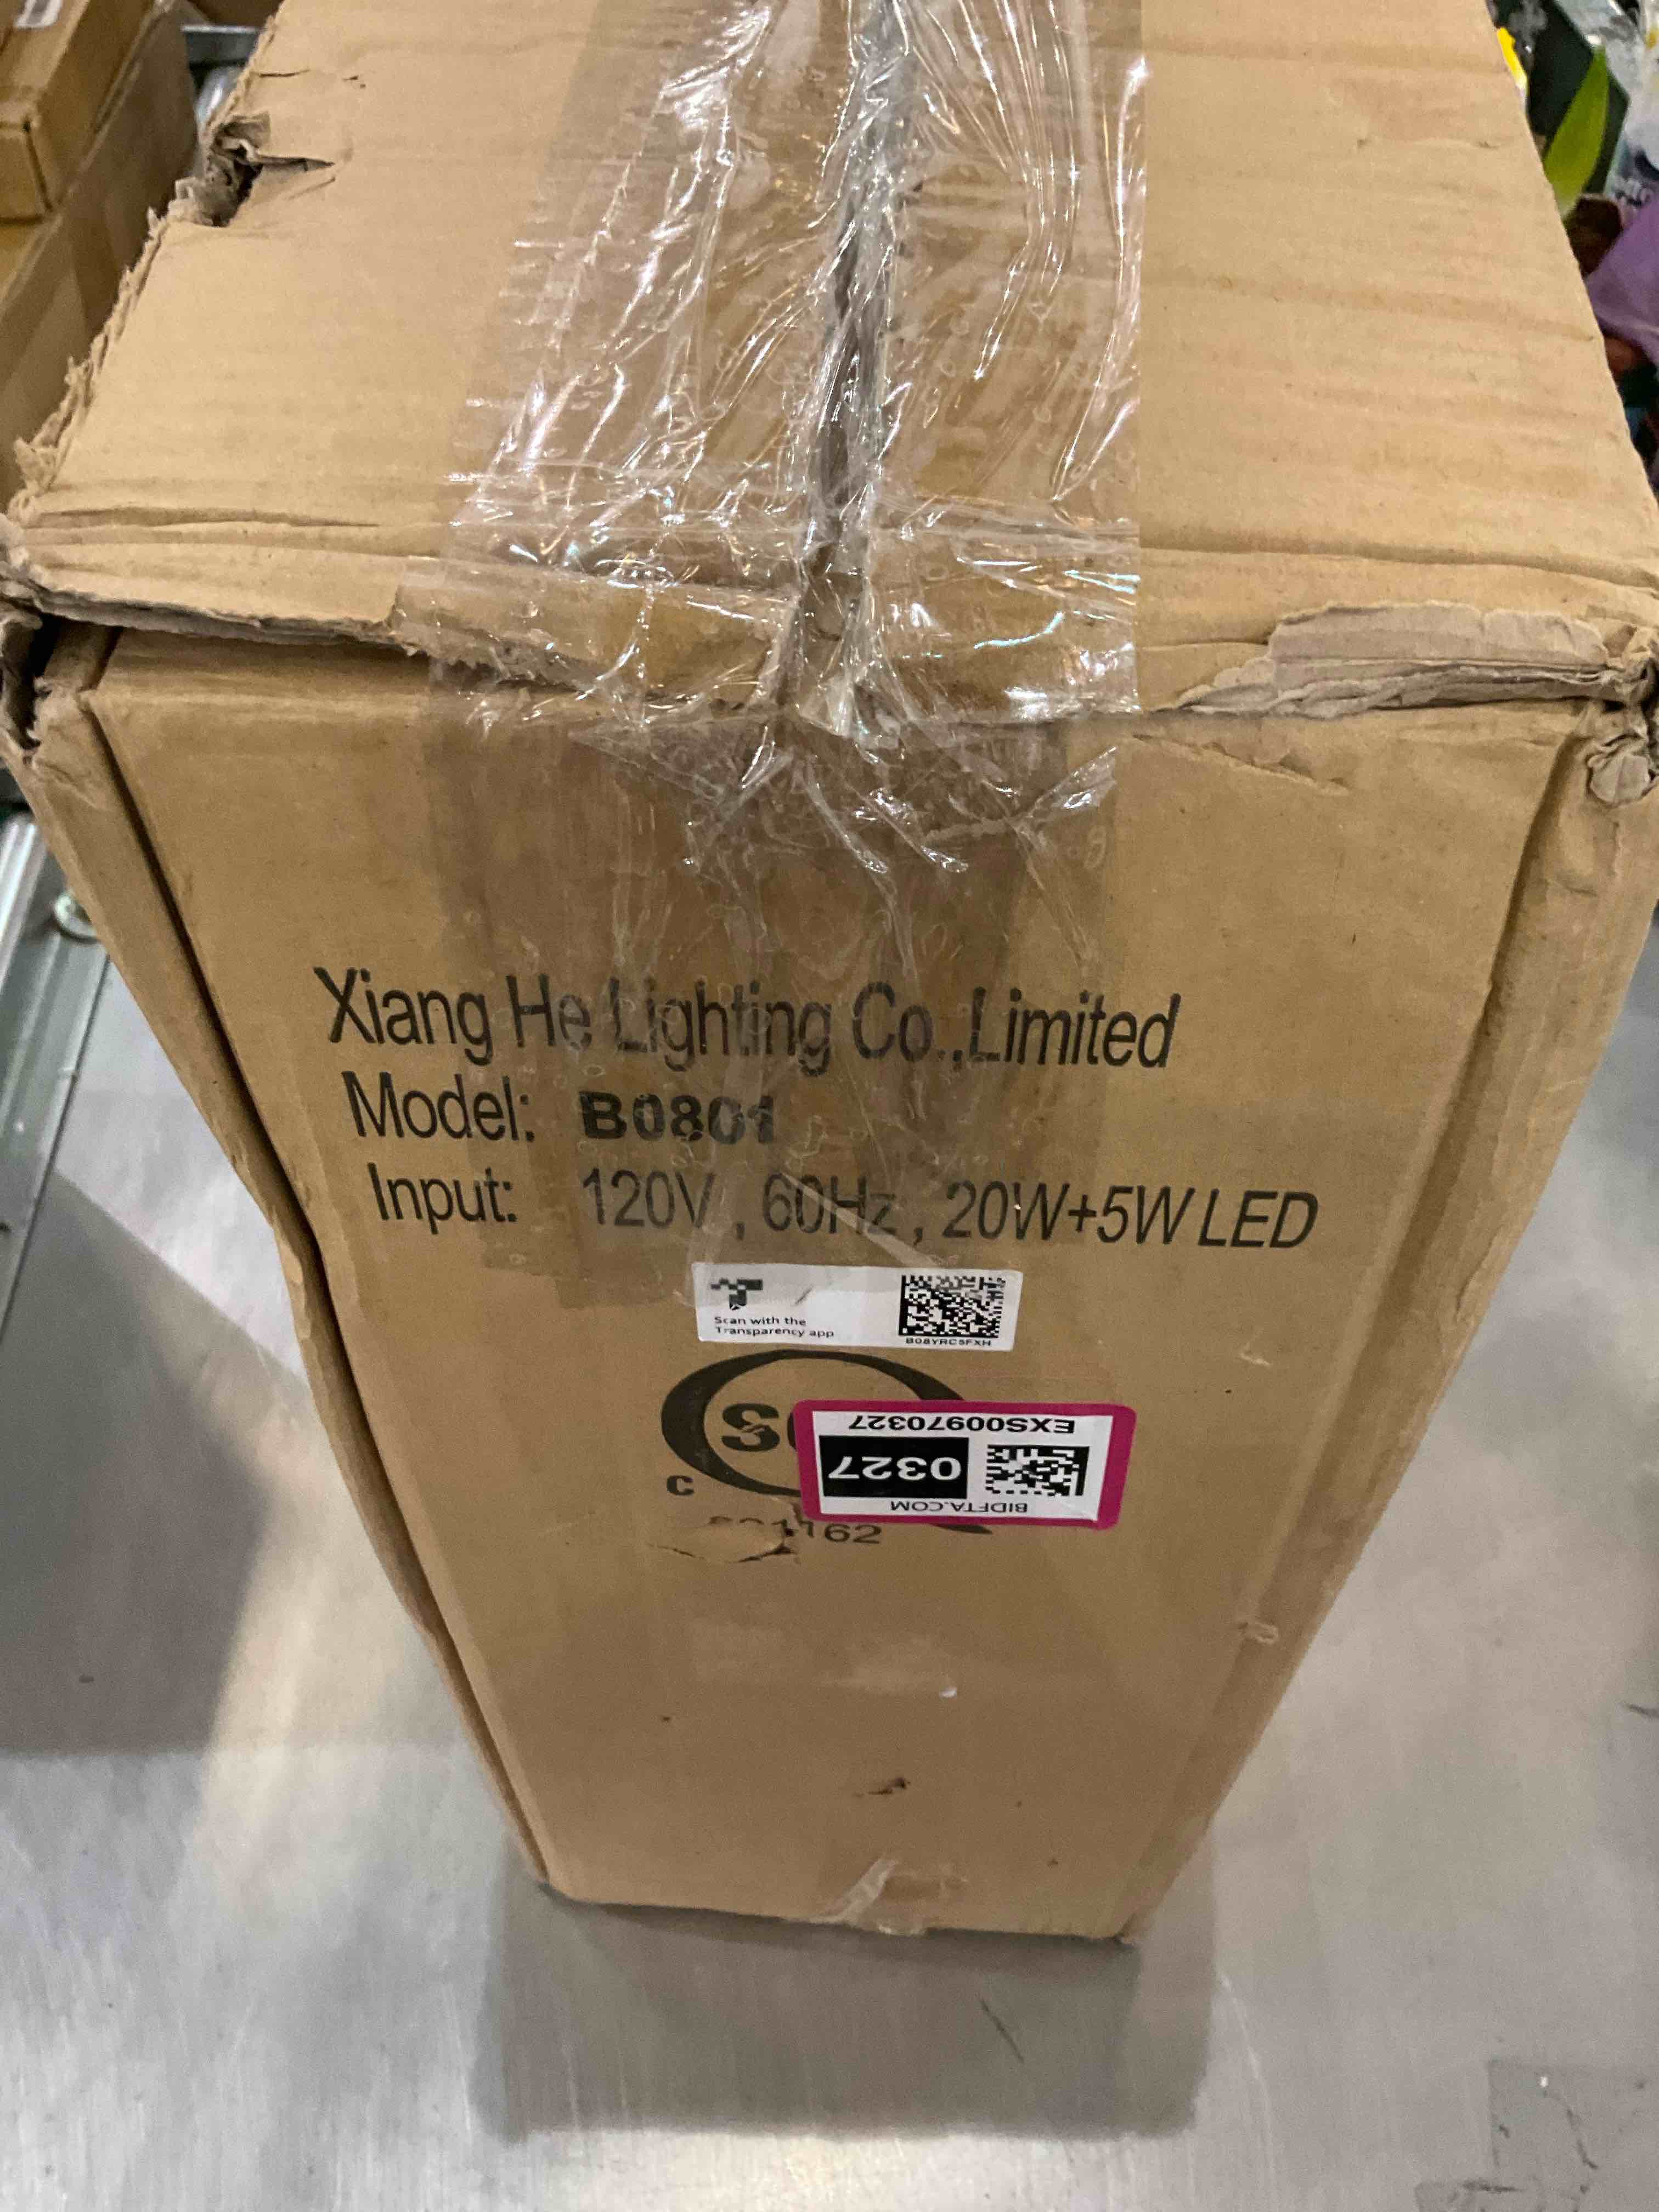 Xiang He Lighting Co.,Limited
Model: B0801
Input: 120V , 60Hz , 20W+5W LED
Scan with the
Transparency app
B08YRC5FXH
C
BIDFTA.COM
0327
EXS00970327